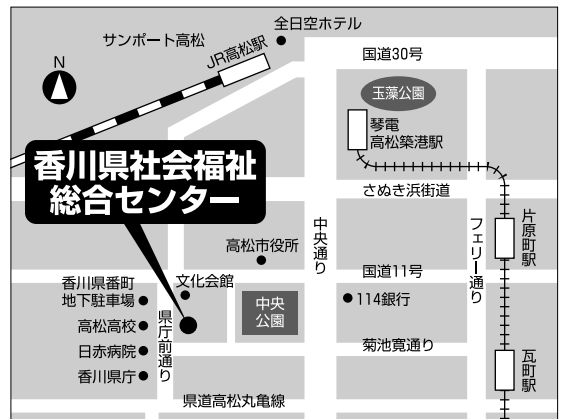 全日空ホテル
サンポート高松
JR高松駅
国道30号
N
玉藻公園
琴電
高松築港駅
香川県社会福祉
総合センター
さぬき浜街道
中央通り
フェリー通り
片原町駅
高松市役所
国道11号
香川県番町
地下駐車場
文化会館
中央
公園
114銀行
高松高校
県庁前通り
日赤病院
菊池寛通り
瓦町駅
香川県庁
県道高松丸亀線